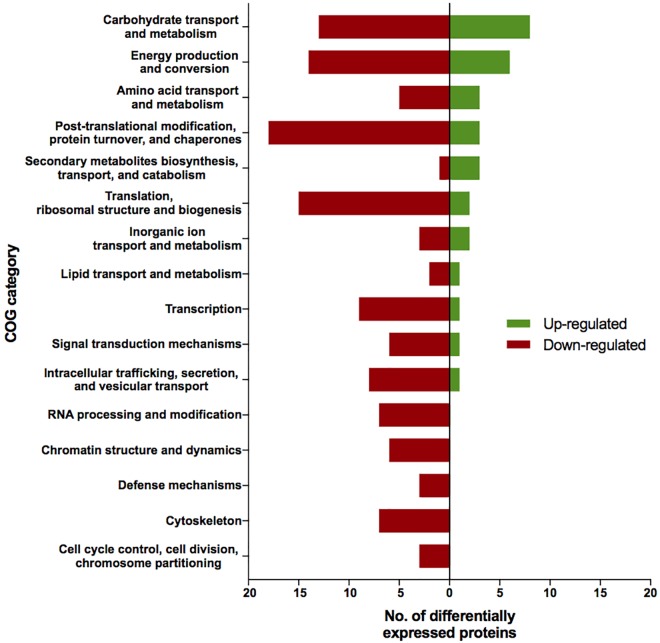 Carbohydrate transport
and metabolism
Energy production
and conversion
Amino acid transport
and metabolism
Post-translational modification,
protein turnover, and chaperones
Secondary metabolites biosynthesis,
transport, and catabolism
Translation,
ribosomal structure and biogenesis
Inorganic ion
transport and metabolism
Lipid transport and metabolism
Transcription
Signal transduction mechanisms
Intracellular trafficking, secretion,
and vesicular transport
RNA processing and modification
Chromatin structure and dynamics
Defense mechanisms
Cytoskeleton
Cell cycle control, cell division,
chromosome partitioning
COG category
Up-regulated
Down-regulated
20 15 10 5 0 5 10 15 20
No. of differentially
expressed proteins